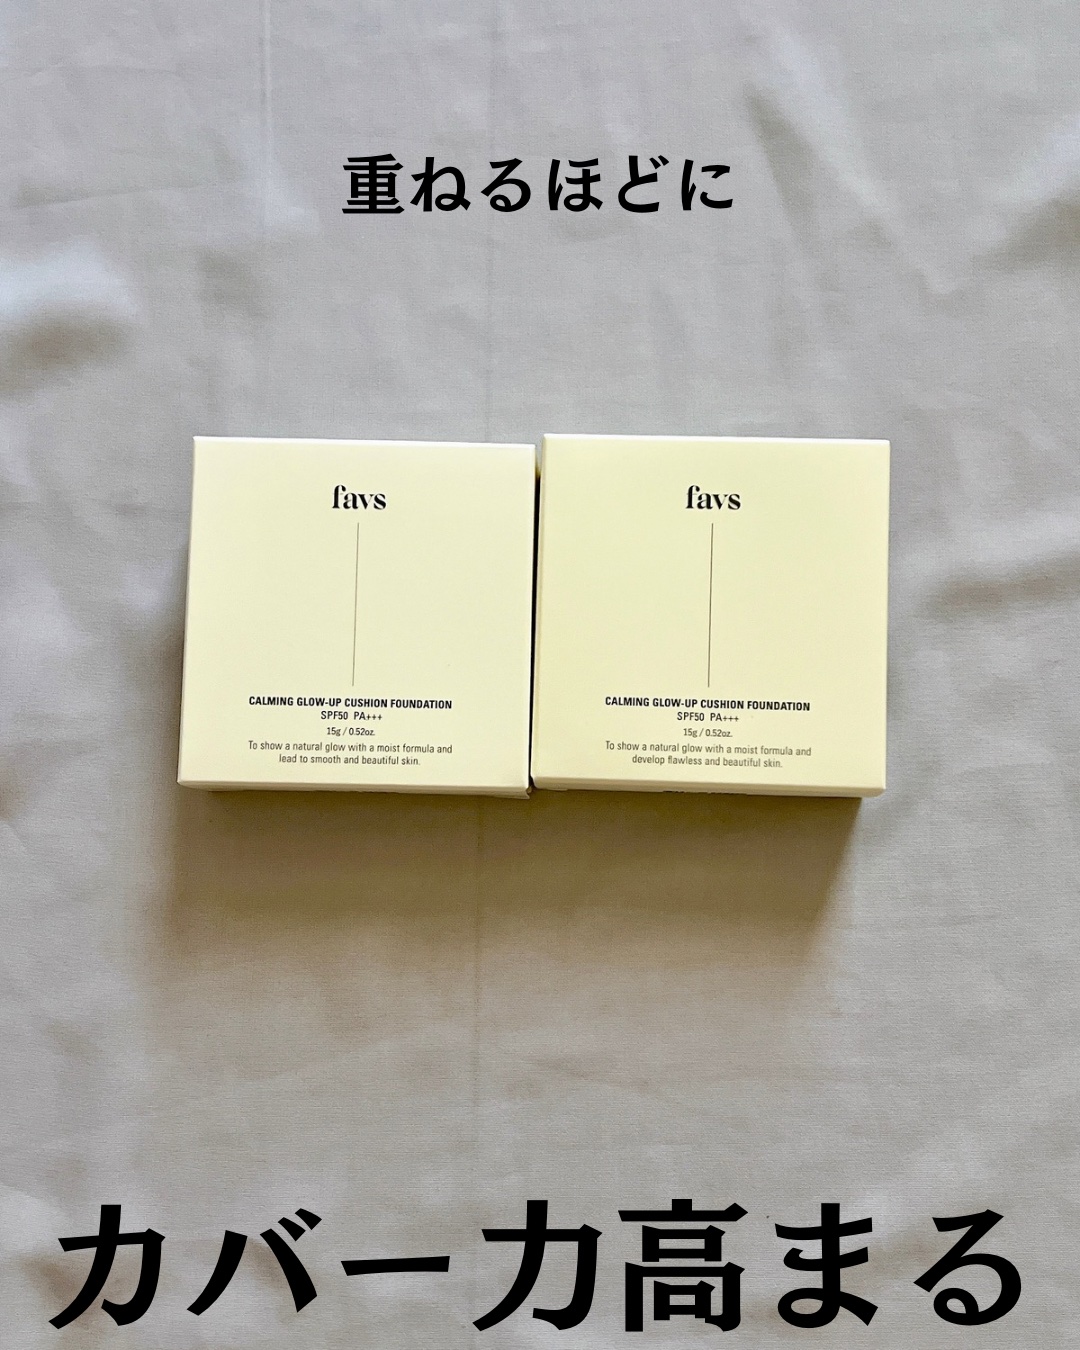 重ねるほどに
favs
CALMING GLOW-UP CUSHION FOUNDATION
SPF50 PA+++
15g / 0.52oz.
To show a natural glow with a moist formula and
lead to smooth and beautiful skin.
favs
CALMING GLOW-UP CUSHION FOUNDATION
SPF50 PA+++
15g / 0.52oz.
To show a natural glow with a moist formula and
develop flawless and beautiful skin.
カバー力高まる